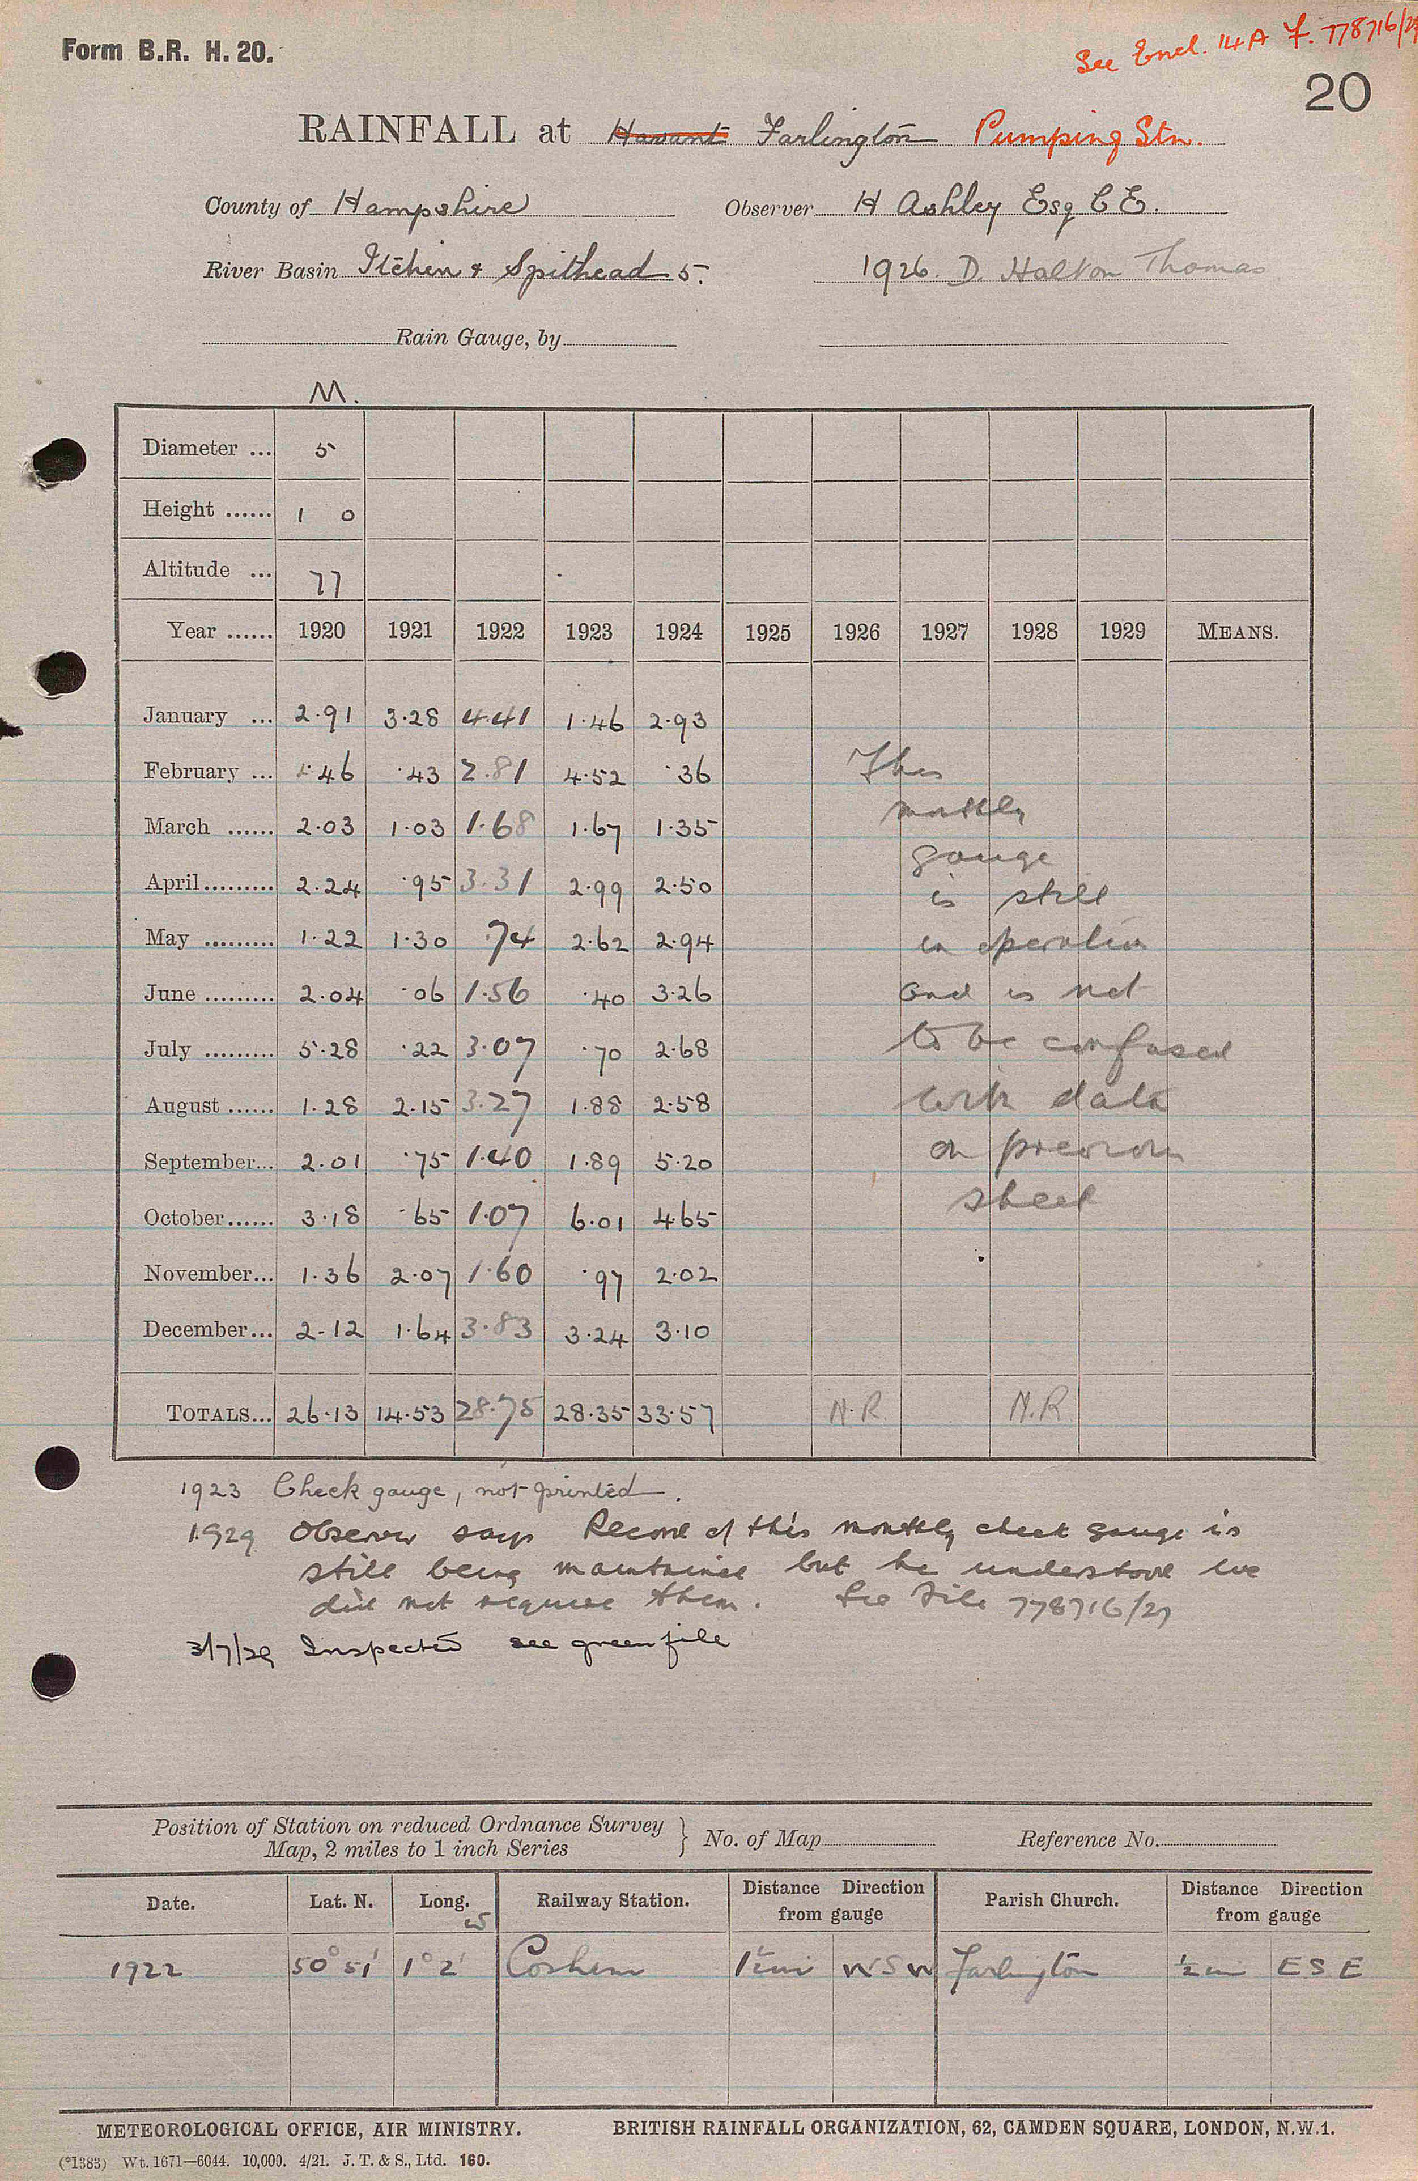 Form B.R. H. 20.
See Encl. 14A F. 778716/29
20
RAINFALL at Havant Farlington Pumping Stn.
County of Hampshire Observer H Ashley Esq C E.
River Basin Itchen & Spithead 5. 1926. D. Halton Thomas
Rain Gauge, by
M.
Diameter ... 5
Height ...... 1 0
Altitude ... 77
Year ...... 1920 1921 1922 1923 1924 1925 1926 1927 1928 1929 MEANS.
January ... 2.91 3.28 4.41 1.46 2.93
February ... .46 .43 2.81 4.52 .36
March ...... 2.03 1.03 1.68 1.67 1.35
April ......... 2.24 .95 3.31 2.99 2.50
May ......... 1.22 1.30 .74 2.62 2.94
June ......... 2.04 .06 1.56 .40 3.26
July ......... 5.28 .22 3.07 .70 2.68
August ...... 1.28 2.15 3.27 1.88 2.58
September... 2.01 .75 1.40 1.89 5.20
October...... 3.18 .65 1.07 6.01 4.65
November... 1.36 2.07 1.60 .97 2.02
December... 2.12 1.64 3.83 3.24 3.10
TOTALS... 26.13 14.53 28.75 28.35 33.57 N.R N.R
This
monthly
gauge
is still
in operation
and is not
to be confused
with data
on previous
sheet
1923 Check gauge, not printed.
1929 Observer says Record of this monthly check gauge is
still being maintained but he understood we
did not require them. See File 778716/27
3/7/29 Inspected see green file
Position of Station on reduced Ordnance Survey
Map, 2 miles to 1 inch Series } No. of Map Reference No.
Date. Lat. N. Long. W Railway Station. Distance Direction from gauge Parish Church. Distance Direction from gauge
1922 50° 51' 1° 2' Cosham 1½ mi W S W Farlington ½ mi E S E
METEOROLOGICAL OFFICE, AIR MINISTRY. BRITISH RAINFALL ORGANIZATION, 62, CAMDEN SQUARE, LONDON, N.W.1.
(*1383) Wt. 1671—6044. 10,000. 4/21. J. T. & S., Ltd. 160.